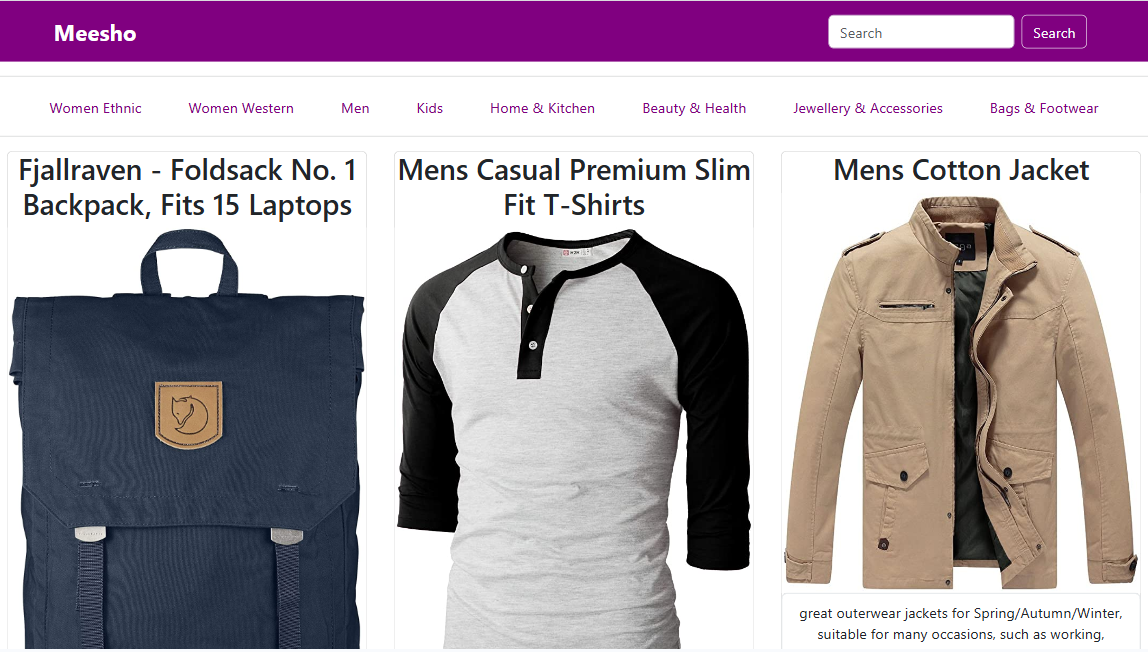 Meesho
Search
Search
Women Ethnic
Women Western
Men
Kids
Home & Kitchen
Beauty & Health
Jewellery & Accessories
Bags & Footwear
Fjallraven - Foldsack No. 1
Backpack, Fits 15 Laptops
Mens Casual Premium Slim
Fit T-Shirts
Mens Cotton Jacket
great outerwear jackets for Spring/Autumn/Winter,
suitable for many occasions, such as working,